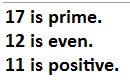 17 is prime.
12 is even.
11 is positive.